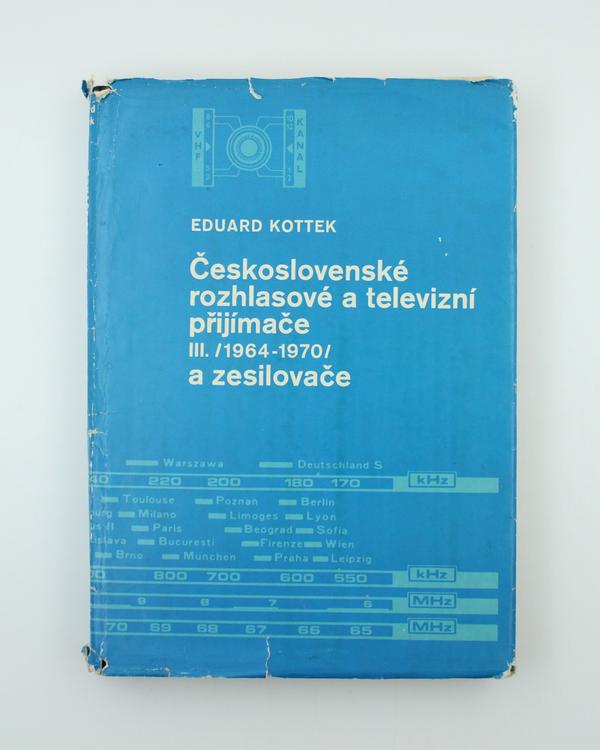 VHF
KANÁL
EDUARD KOTTEK
Československé
rozhlasové a televizní
přijímače
III. /1964-1970/
a zesilovače
Warszawa Deutschland S
220 200 180 170 kHz
Toulouse Poznań Berlin
Milano Limoges Lyon
Paris Beograd Sofia
Bucuresti Firenze Wien
Brno München Praha Leipzig
800 700 600 550 kHz
9 8 7 6 MHz
70 69 68 67 66 65 MHz